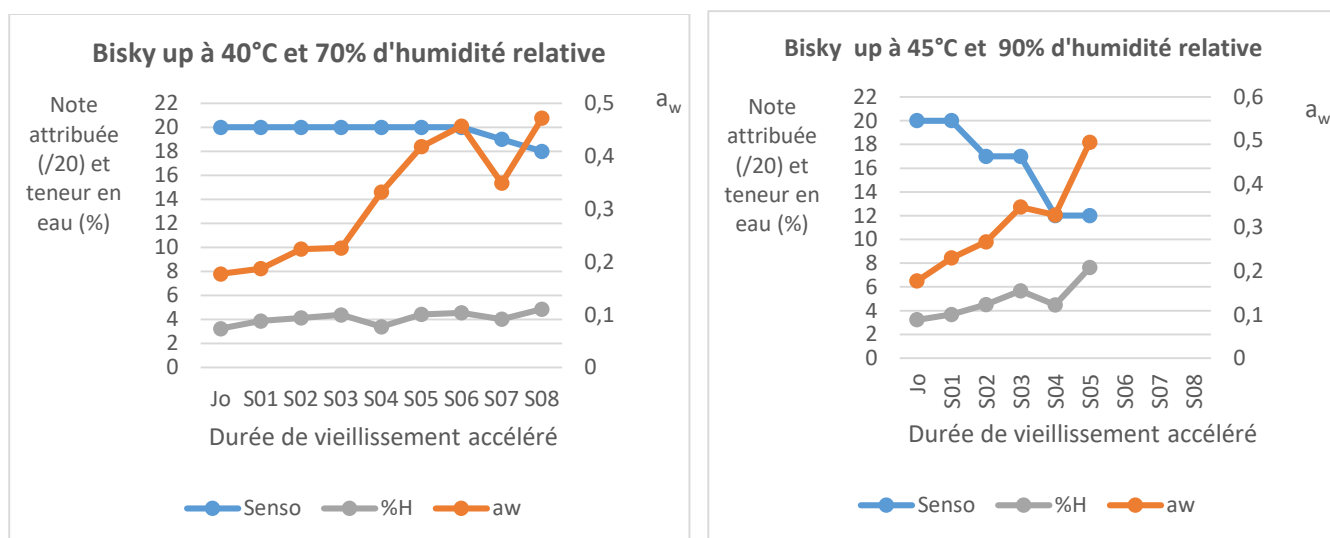 Bisky up à 40°C et 70% d'humidité relative
Note
attribuée
(/20) et
teneur en
eau (%)
22
20
18
16
14
12
10
8
6
4
2
0
0,5
0,4
0,3
0,2
0,1
0
a_w
Jo S01 S02 S03 S04 S05 S06 S07 S08
Durée de vieillissement accéléré
Senso %H aw
Bisky up à 45°C et 90% d'humidité relative
Note
attribuée
(/20) et
teneur en
eau (%)
22
20
18
16
14
12
10
8
6
4
2
0
0,6
0,5
0,4
0,3
0,2
0,1
0
a_w
Jo S01 S02 S03 S04 S05 S06 S07 S08
Durée de vieillissement accéléré
Senso %H aw